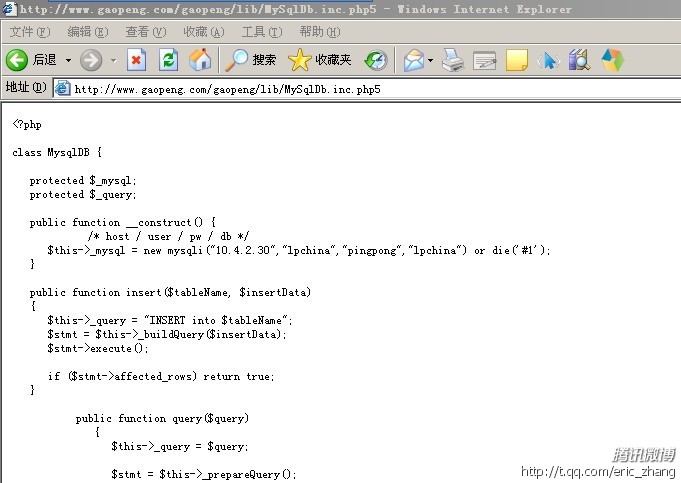 http://www.gaopeng.com/gaopeng/lib/MySqlDb.inc.php5 - Windows Internet Explorer
文件(F) 编辑(E) 查看(V) 收藏(A) 工具(T) 帮助(H)
后退 搜索 收藏夹
地址(D) http://www.gaopeng.com/gaopeng/lib/MySqlDb.inc.php5
<?php
class MysqlDB {
protected $_mysql;
protected $_query;
public function __construct() {
/* host / user / pw / db */
$this->_mysql = new mysqli("10.4.2.30","lpchina","pingpong","lpchina") or die('#1');
}
public function insert($tableName, $insertData)
{
$this->_query = "INSERT into $tableName";
$stmt = $this->_buildQuery($insertData);
$stmt->execute();
if ($stmt->affected_rows) return true;
}
public function query($query)
{
$this->_query = $query;
$stmt = $this->_prepareQuery();
腾讯微博
http://t.qq.com/eric_zhang